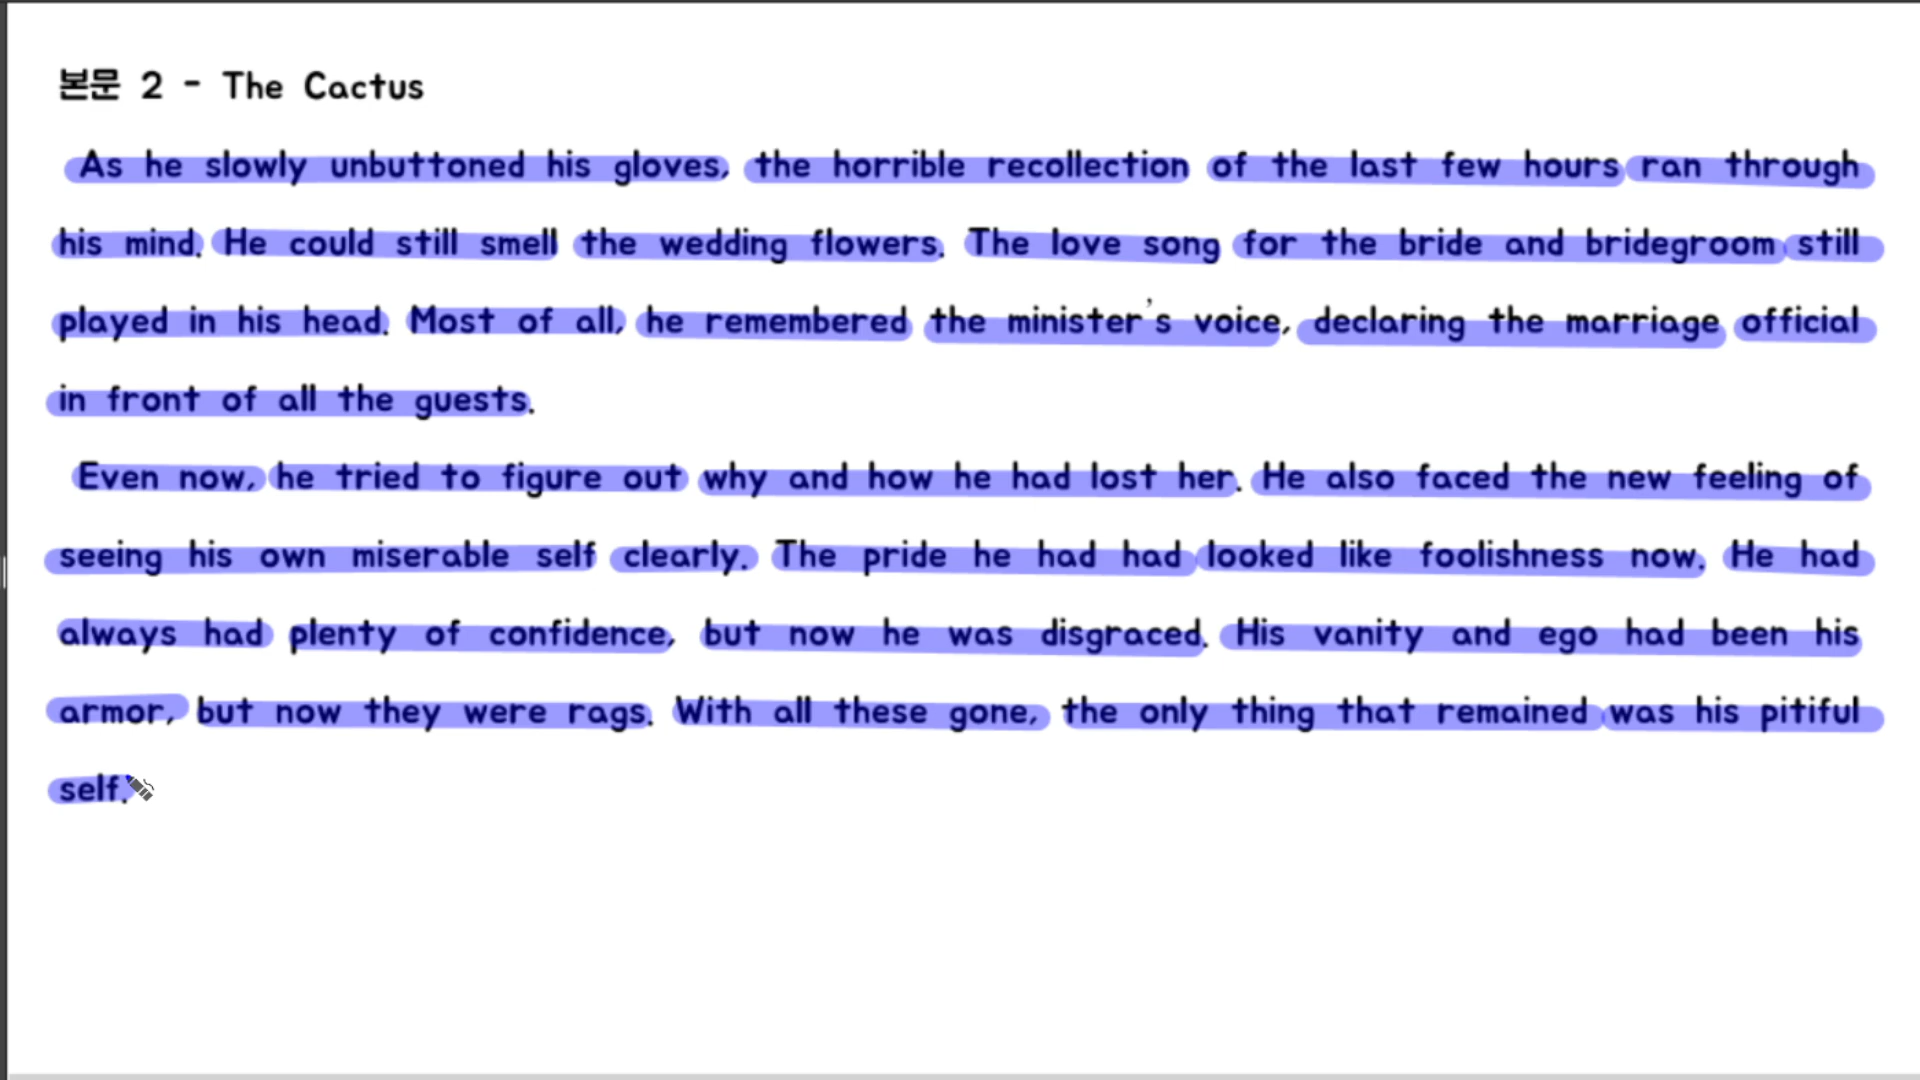 본문 2 - The Cactus
As he slowly unbuttoned his gloves, the horrible recollection of the last few hours ran through
his mind. He could still smell the wedding flowers. The love song for the bride and bridegroom still
played in his head. Most of all, he remembered the minister's voice, declaring the marriage official
in front of all the guests.
Even now, he tried to figure out why and how he had lost her. He also faced the new feeling of
seeing his own miserable self clearly. The pride he had had looked like foolishness now. He had
always had plenty of confidence, but now he was disgraced. His vanity and ego had been his
armor, but now they were rags. With all these gone, the only thing that remained was his pitiful
self.